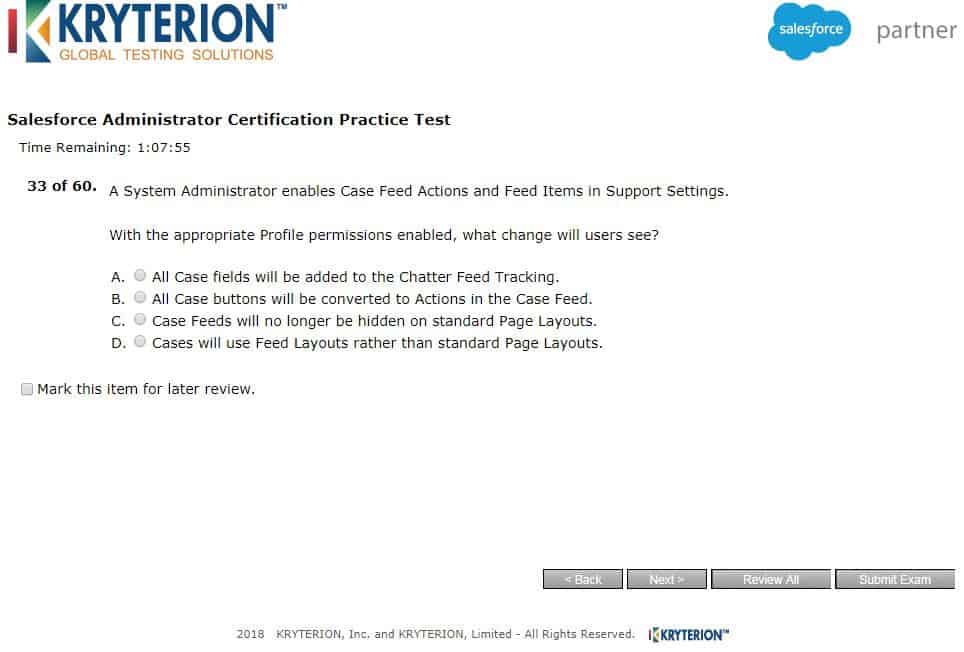 KRYTERION™
GLOBAL TESTING SOLUTIONS
salesforce partner
Salesforce Administrator Certification Practice Test
Time Remaining: 1:07:55
33 of 60. A System Administrator enables Case Feed Actions and Feed Items in Support Settings.
With the appropriate Profile permissions enabled, what change will users see?
A. All Case fields will be added to the Chatter Feed Tracking.
B. All Case buttons will be converted to Actions in the Case Feed.
C. Case Feeds will no longer be hidden on standard Page Layouts.
D. Cases will use Feed Layouts rather than standard Page Layouts.
Mark this item for later review.
< Back Next > Review All Submit Exam
2018 KRYTERION, Inc. and KRYTERION, Limited - All Rights Reserved. KRYTERION™